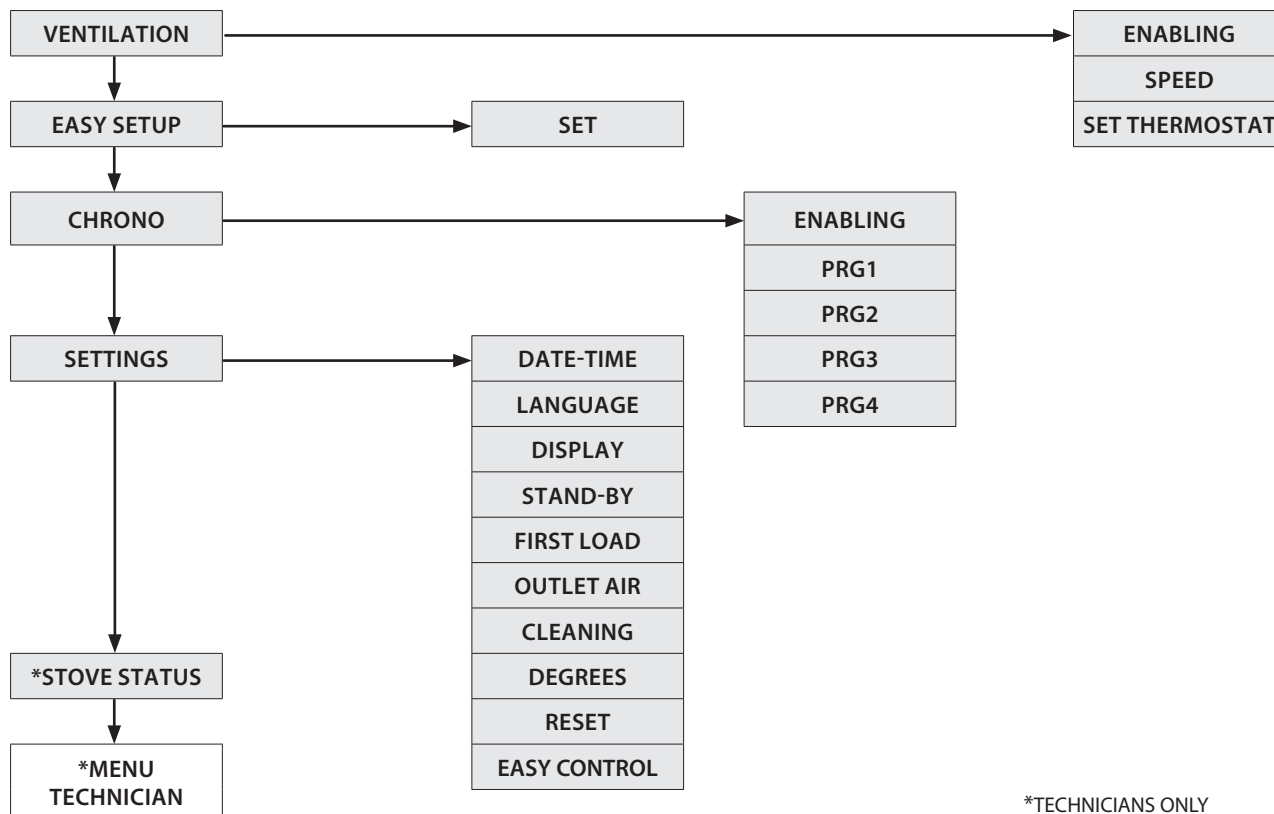 VENTILATION
ENABLING
SPEED
SET THERMOSTAT
EASY SETUP
SET
CHRONO
ENABLING
PRG1
PRG2
PRG3
PRG4
SETTINGS
DATE-TIME
LANGUAGE
DISPLAY
STAND-BY
FIRST LOAD
OUTLET AIR
CLEANING
DEGREES
RESET
EASY CONTROL
*STOVE STATUS
*MENU
TECHNICIAN
*TECHNICIANS ONLY